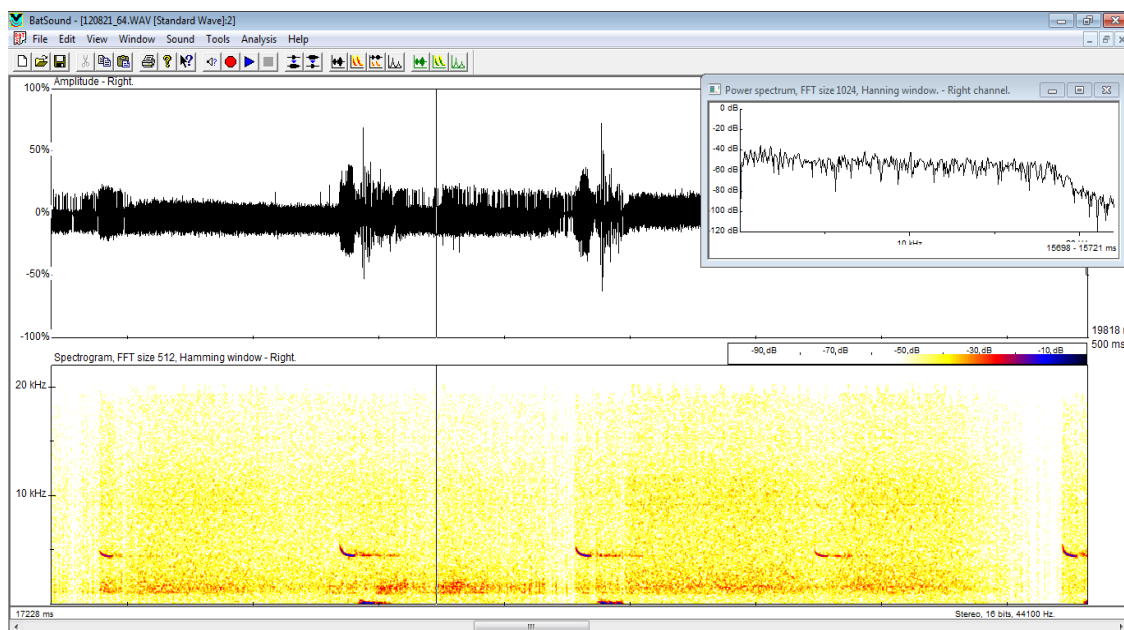 BatSound - [120821_64.WAV [Standard Wave]:2]
File Edit View Window Sound Tools Analysis Help
Amplitude - Right.
100%
50%
0%
-50%
-100%
Power spectrum, FFT size 1024, Hanning window. - Right channel.
0 dB
-20 dB
-40 dB
-60 dB
-80 dB
-100 dB
-120 dB
10 kHz
15698 - 15721 ms
19818
500 ms
Spectrogram, FFT size 512, Hamming window - Right.
-90 dB -70 dB -50 dB -30 dB -10 dB
20 kHz
10 kHz
17228 ms
Stereo, 16 bits, 44100 Hz.